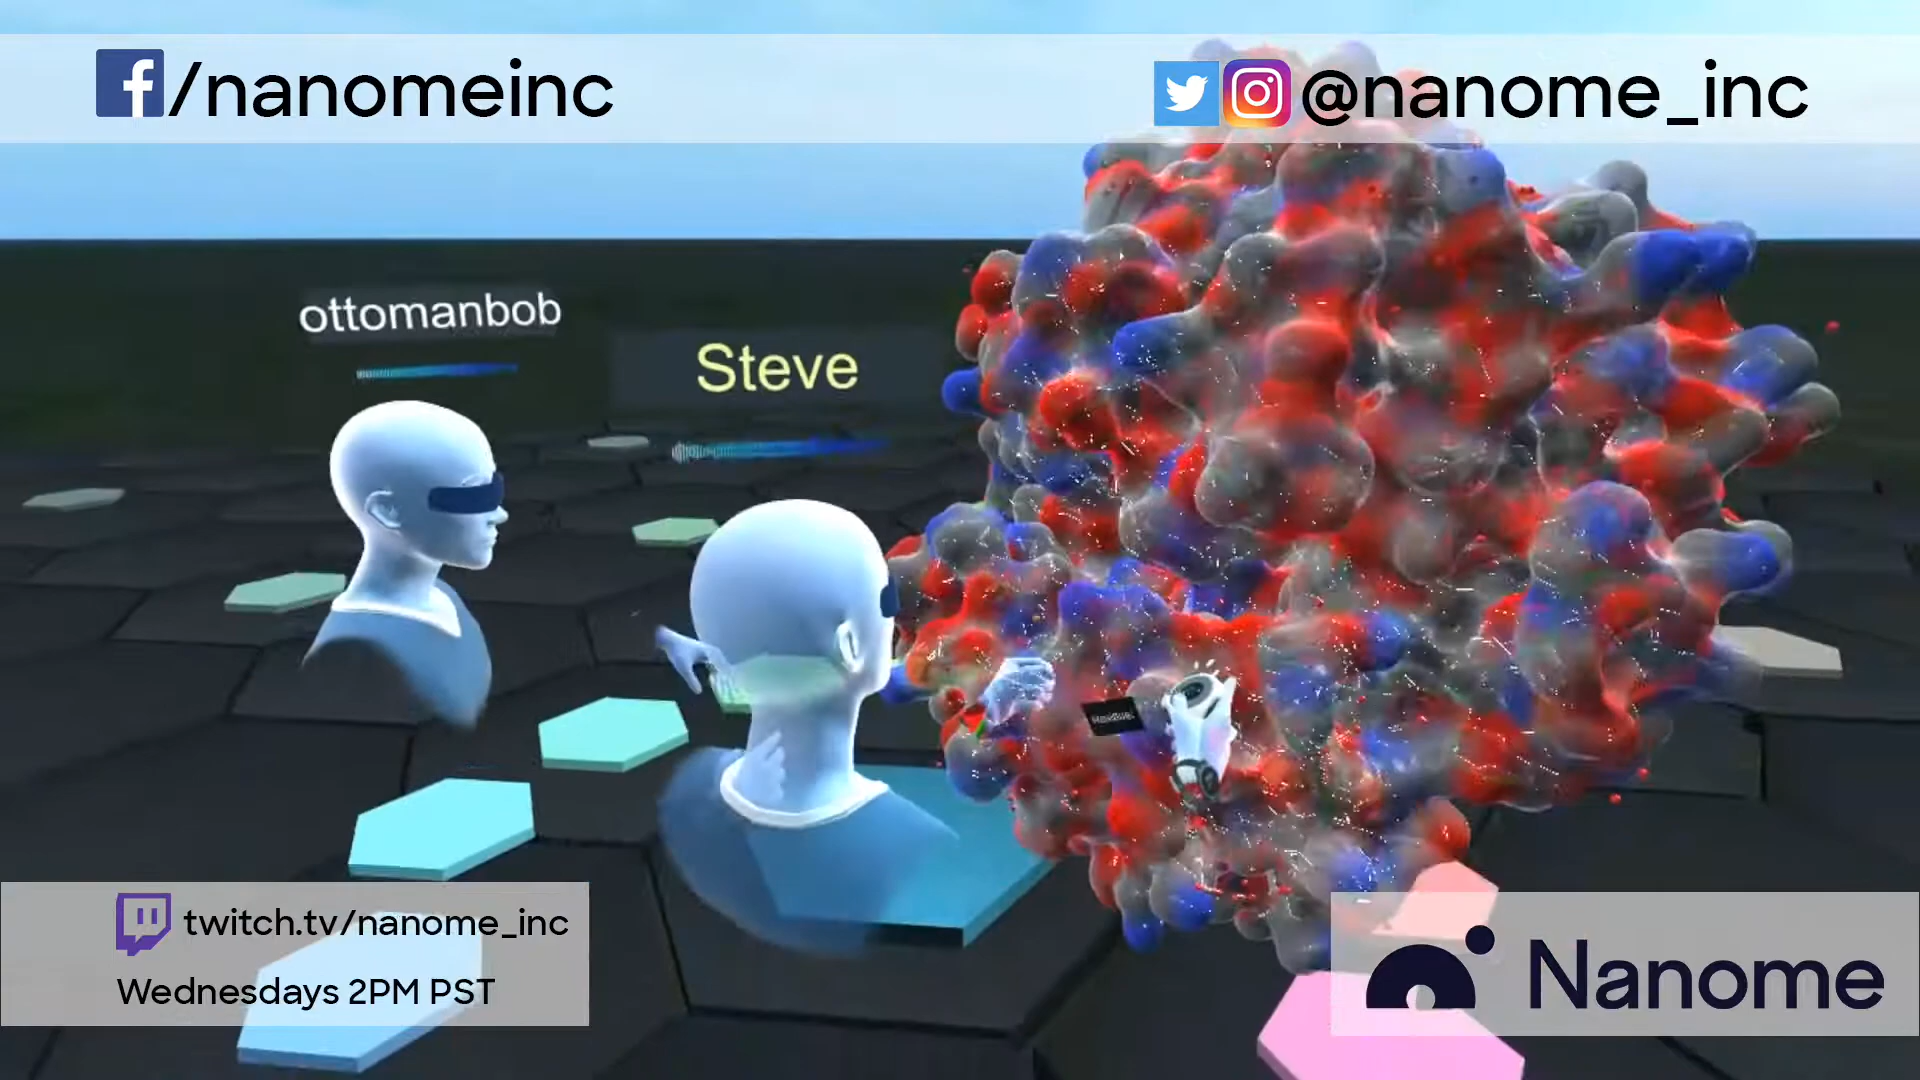 /nanomeinc
@nanome_inc
ottomanbob
Steve
twitch.tv/nanome_inc
Wednesdays 2PM PST
Nanome